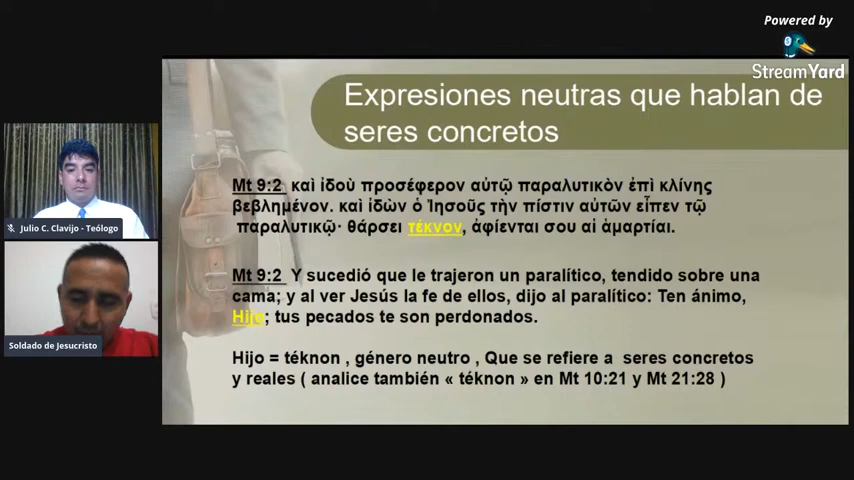 Powered by
StreamYard
Expresiones neutras que hablan de
seres concretos
Mt 9:2 καὶ ἰδοὺ προσέφερον αὐτῷ παραλυτικὸν ἐπὶ κλίνης
βεβλημένον. καὶ ἰδὼν ὁ Ἰησοῦς τὴν πίστιν αὐτῶν εἶπεν τῷ
παραλυτικῷ· θάρσει τέκνον, ἀφίενται σου αἱ ἁμαρτίαι.
Mt 9:2 Y sucedió que le trajeron un paralítico, tendido sobre una
cama; y al ver Jesús la fe de ellos, dijo al paralítico: Ten ánimo,
Hijo; tus pecados te son perdonados.
Hijo = téknon , género neutro , Que se refiere a seres concretos
y reales ( analice también « téknon » en Mt 10:21 y Mt 21:28 )
Julio C. Clavijo - Teólogo
Soldado de Jesucristo